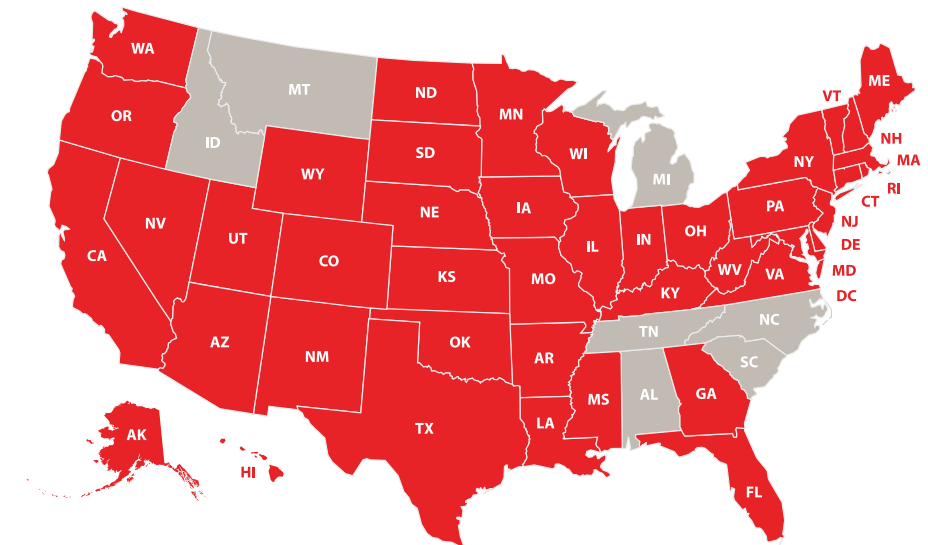 WA
MT
ND
MN
ME
VT
OR
ID
SD
WI
MI
NY
NH
MA
RI
CT
WY
NE
IA
PA
NJ
NV
UT
CO
IL
IN
OH
DE
CA
KS
MO
WV
VA
MD
DC
KY
AZ
NM
OK
AR
TN
NC
SC
MS
AL
GA
TX
LA
AK
HI
FL